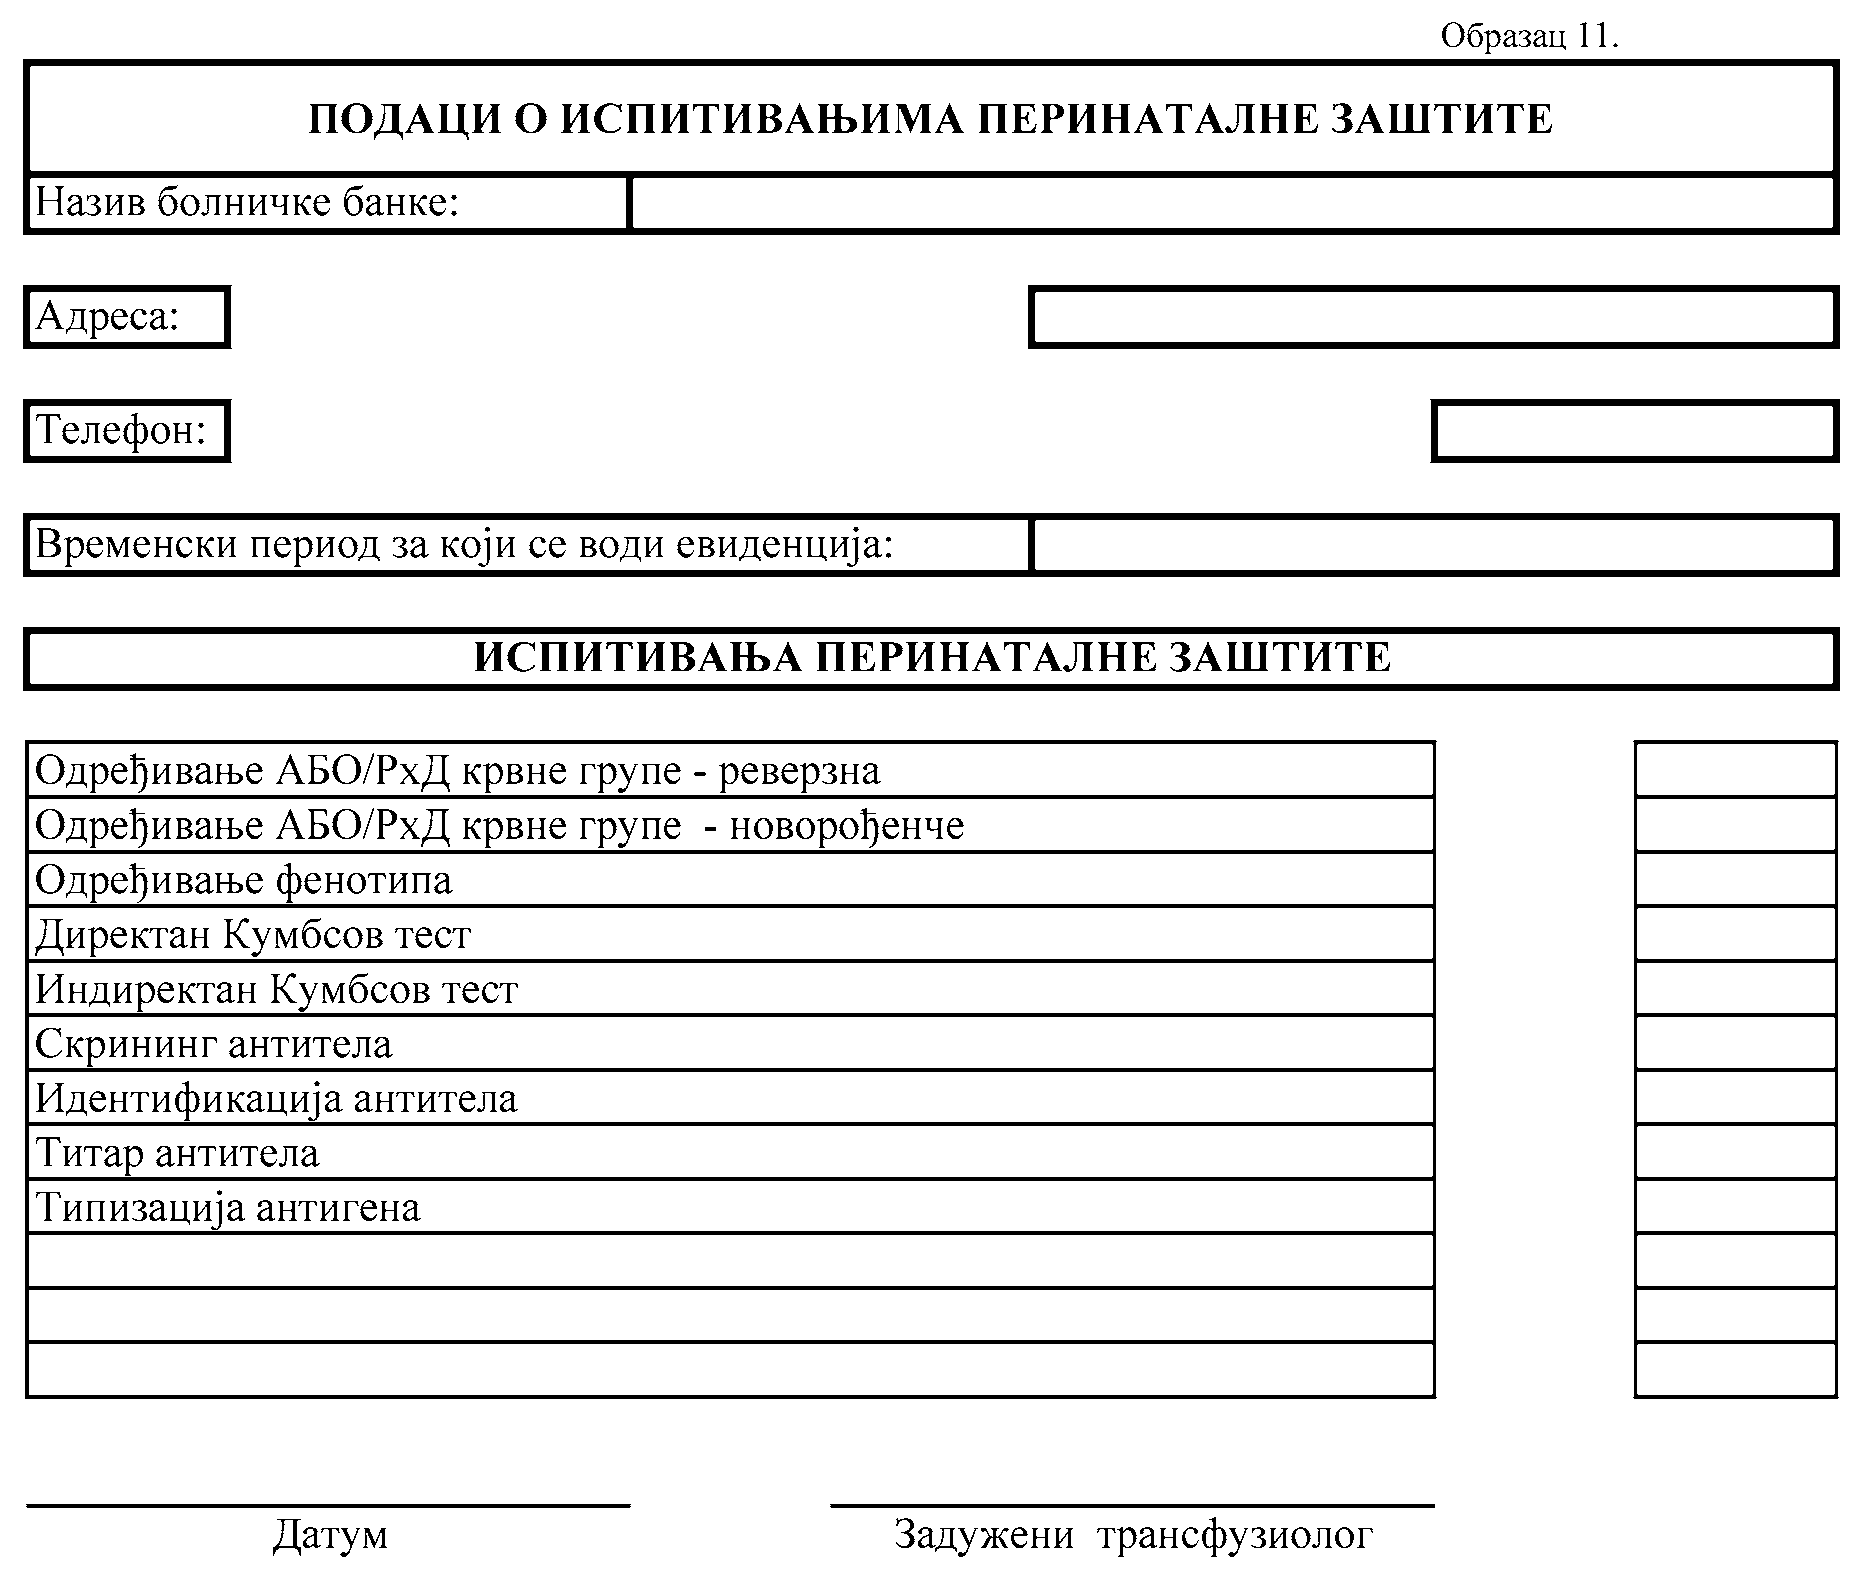 Образац 11.
ПОДАЦИ О ИСПИТИВАЊИМА ПЕРИНАТАЛНЕ ЗАШТИТЕ
Назив болничке банке:
Адреса:
Телефон:
Временски период за који се води евиденција:
ИСПИТИВАЊА ПЕРИНАТАЛНЕ ЗАШТИТЕ
Одређивање АБО/РхД крвне групе - реверзна
Одређивање АБО/РхД крвне групе  - новорођенче
Одређивање фенотипа
Директан Кумбсов тест
Индиректан Кумбсов тест
Скрининг антитела
Идентификација антитела
Титар антитела
Типизација антигена
Датум
Задужени  трансфузиолог